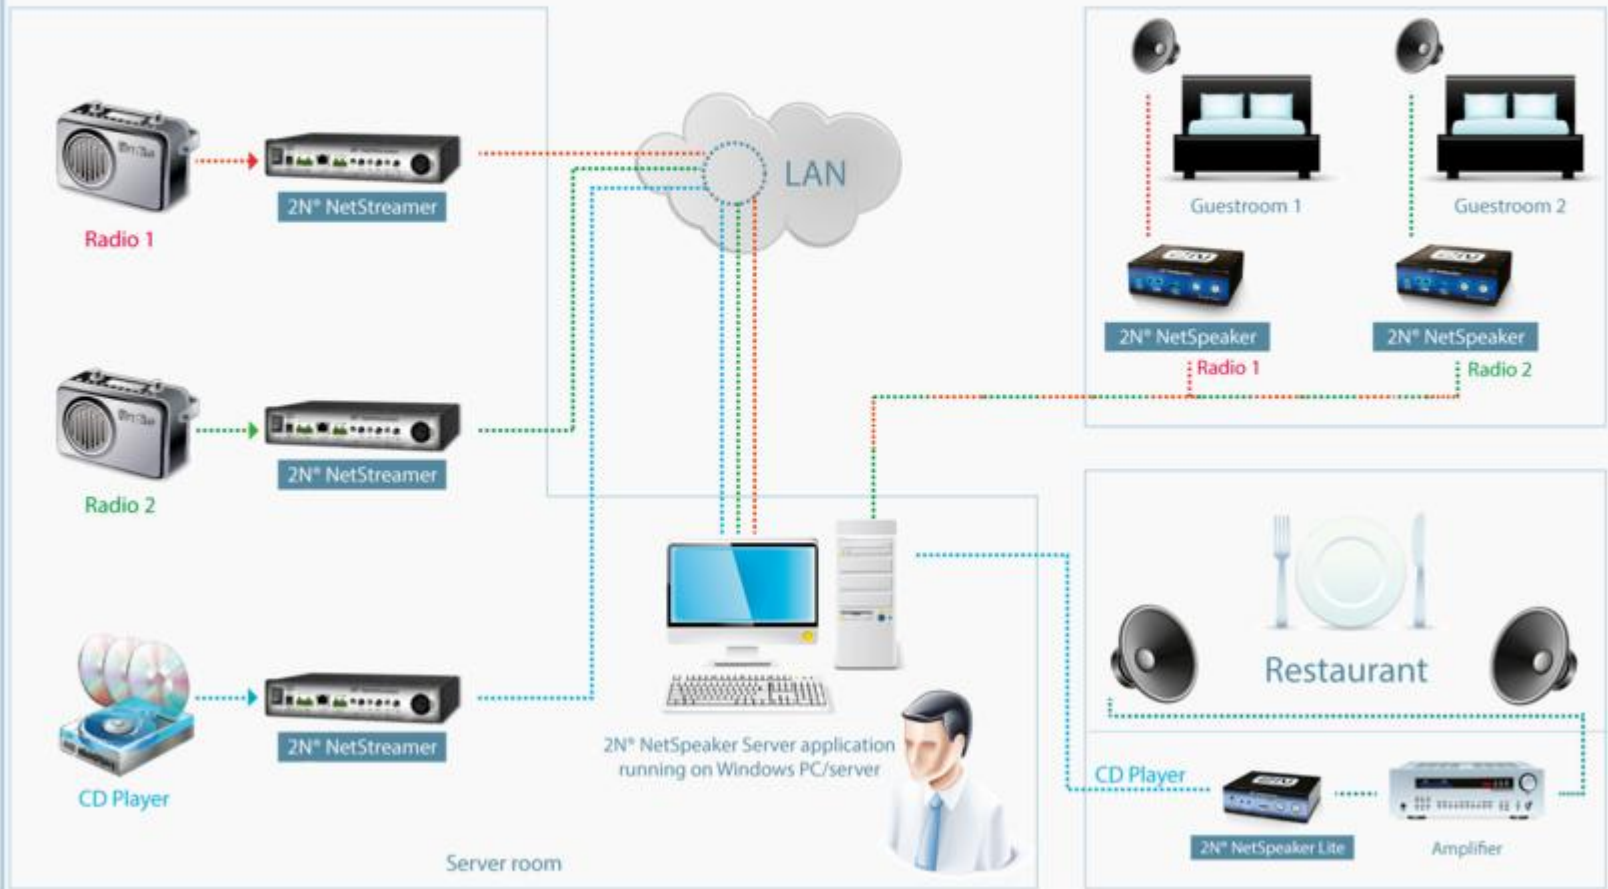 LAN
2N® NetStreamer
Radio 1
2N® NetStreamer
Radio 2
2N® NetStreamer
CD Player
2N® NetSpeaker Server application
running on Windows PC/server
Server room
Guestroom 1
Guestroom 2
2N® NetSpeaker
2N® NetSpeaker
Radio 1
Radio 2
Restaurant
CD Player
2N
2N® NetSpeaker Lite
Amplifier